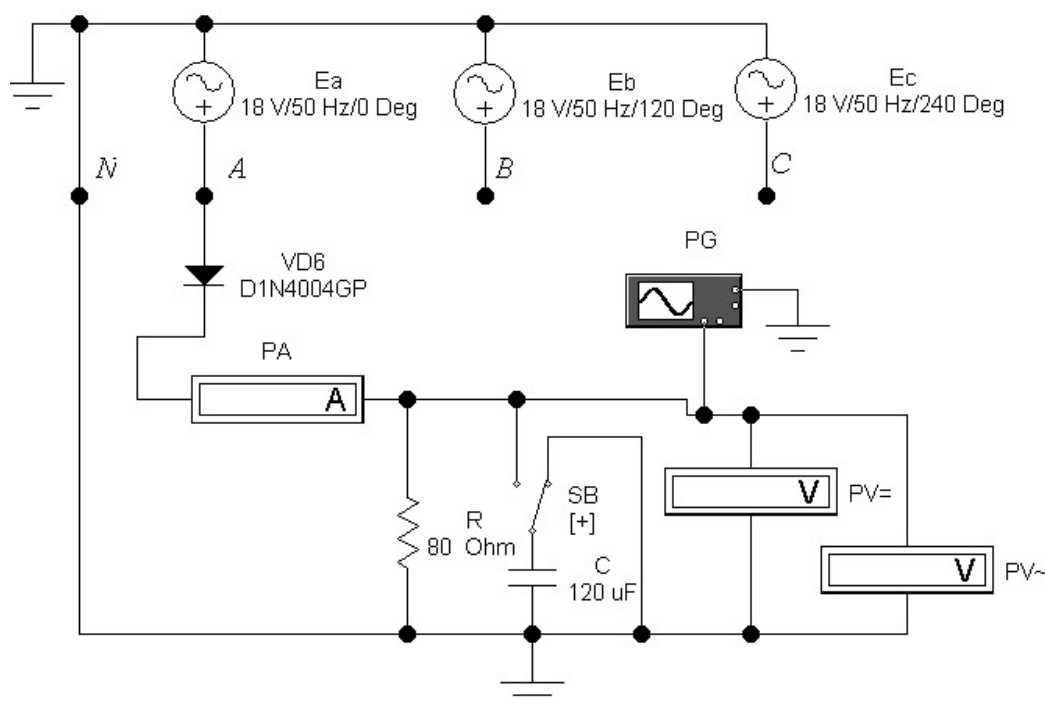 Ea
18 V/50 Hz/0 Deg
Eb
18 V/50 Hz/120 Deg
Ec
18 V/50 Hz/240 Deg
N
A
B
C
VD6
D1N4004GP
PG
PA
A
R
80 Ohm
SB
[+]
C
120 uF
V
PV=
V
PV~